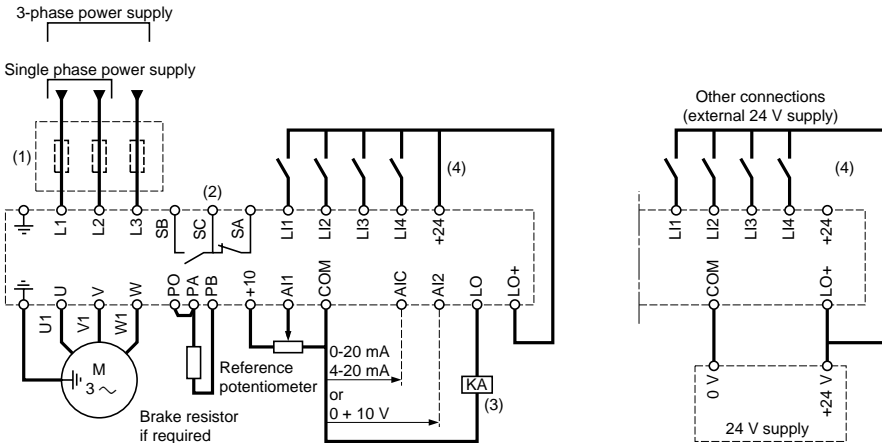 3-phase power supply
Single phase power supply
(1)
(2)
(4)
L1
L2
L3
SB
SC
SA
LI1
LI2
LI3
LI4
+24
U
V
W
PO
PA
PB
+10
AI1
COM
AIC
AI2
LO
LO+
U1
V1
W1
M
3 ~
Brake resistor
if required
Reference
potentiometer
0-20 mA
4-20 mA
or
0 + 10 V
KA
(3)
Other connections
(external 24 V supply)
(4)
LI1
LI2
LI3
LI4
+24
COM
LO+
0 V
+24 V
24 V supply